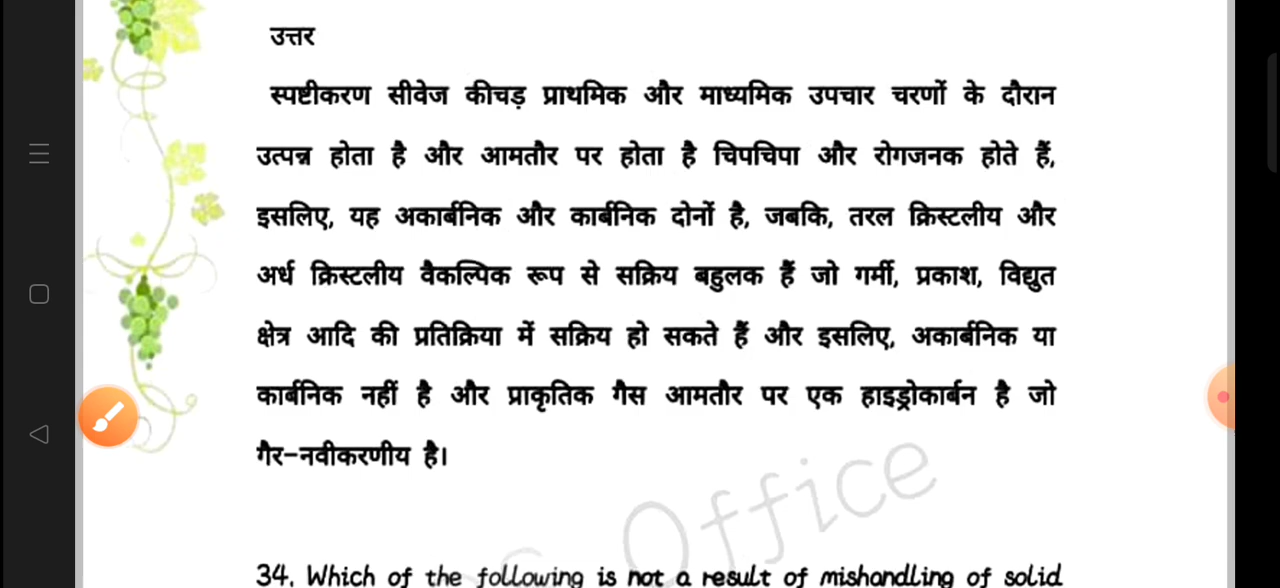 उत्तर
स्पष्टीकरण सीवेज कीचड़ प्राथमिक और माध्यमिक उपचार चरणों के दौरान
उत्पन्न होता है और आमतौर पर होता है चिपचिपा और रोगजनक होते हैं,
इसलिए, यह अकार्बनिक और कार्बनिक दोनों है, जबकि, तरल क्रिस्टलीय और
अर्ध क्रिस्टलीय वैकल्पिक रूप से सक्रिय बहुलक हैं जो गर्मी, प्रकाश, विद्युत
क्षेत्र आदि की प्रतिक्रिया में सक्रिय हो सकते हैं और इसलिए, अकार्बनिक या
कार्बनिक नहीं है और प्राकृतिक गैस आमतौर पर एक हाइड्रोकार्बन है जो
गैर-नवीकरणीय है।
Office
34. Which of the following is not a result of mishandling of solid